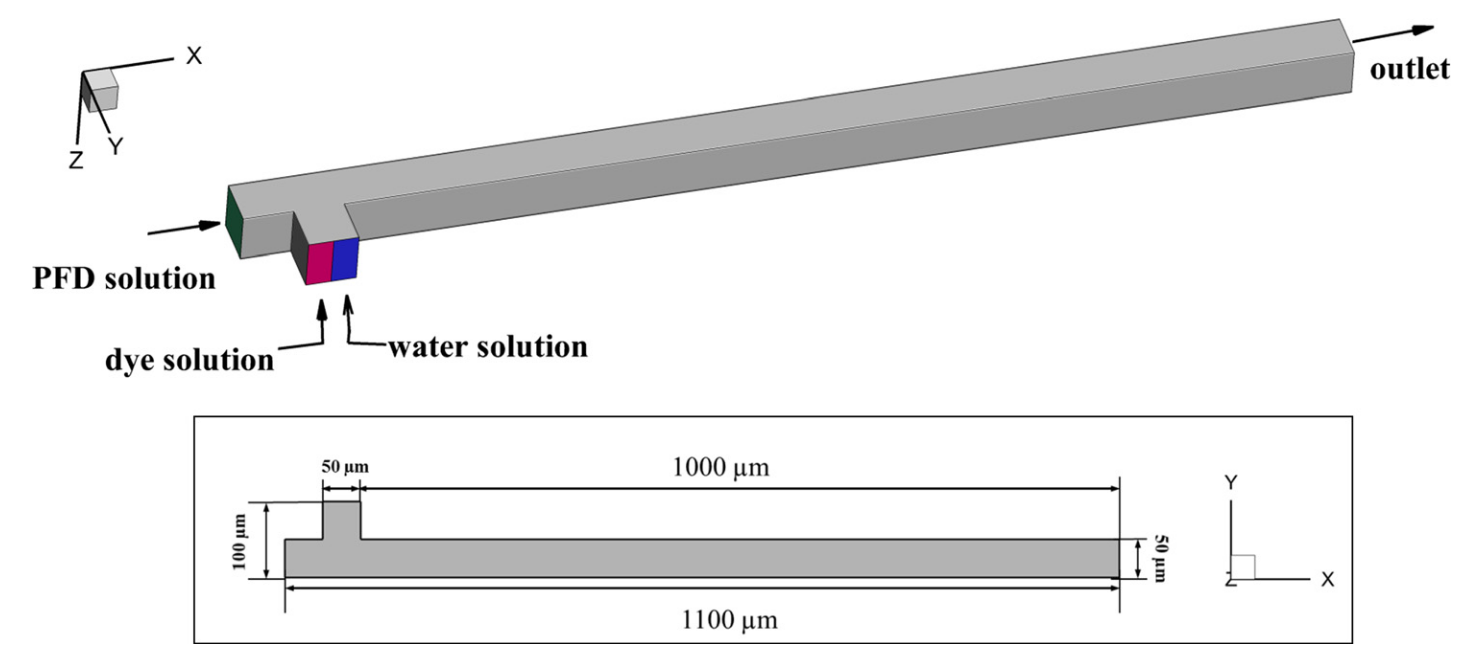 X
Y
Z
outlet
PFD solution
dye solution
water solution
50 µm
1000 µm
100 µm
50 µm
1100 µm
Y
Z
X